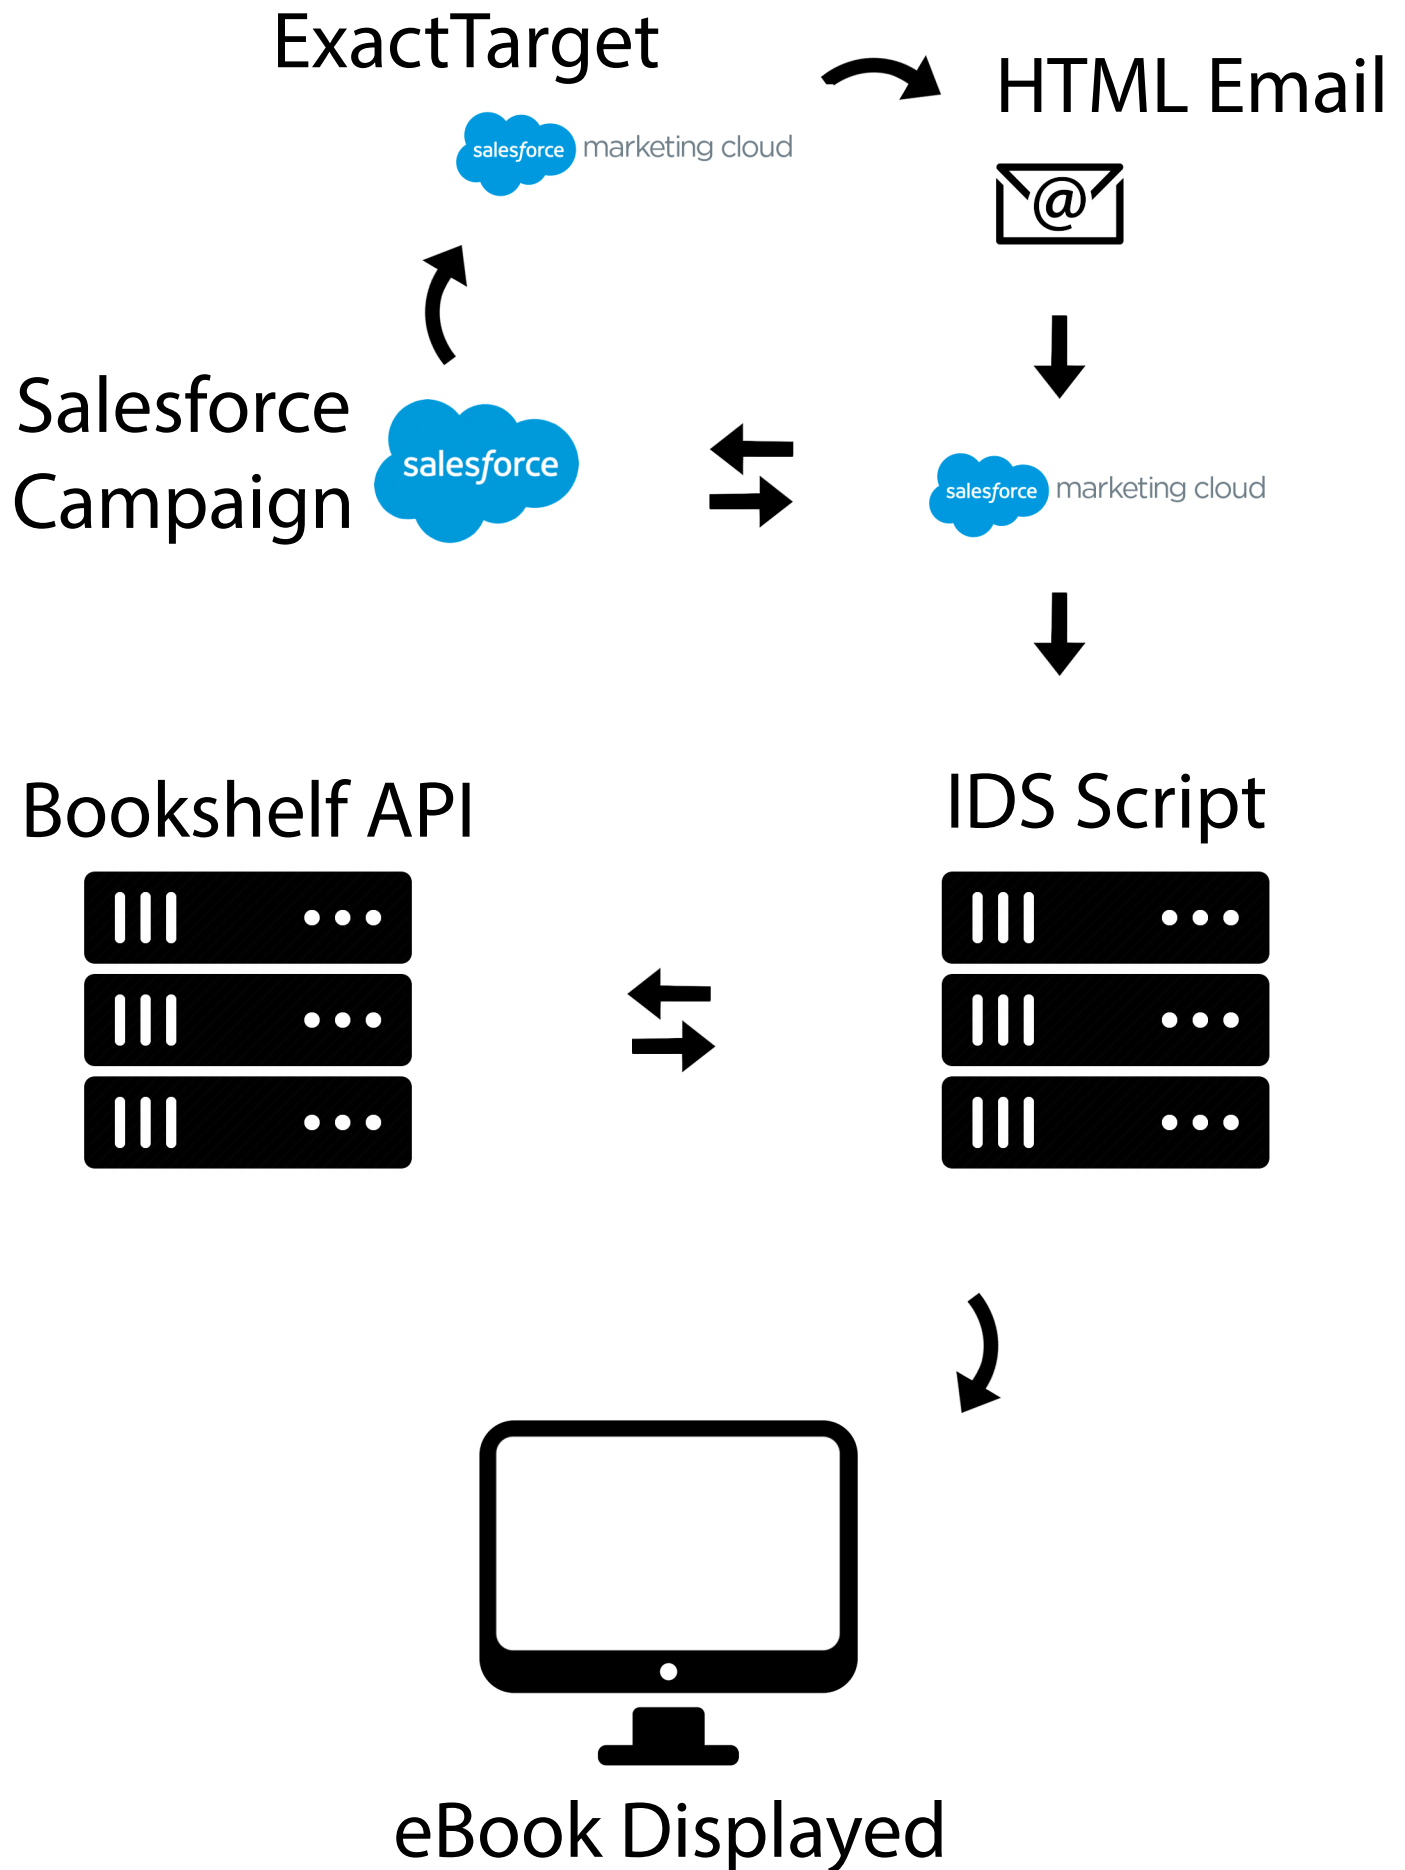 ExactTarget
HTML Email
salesforce marketing cloud
@
Salesforce
Campaign
salesforce
salesforce marketing cloud
Bookshelf API
IDS Script
eBook Displayed